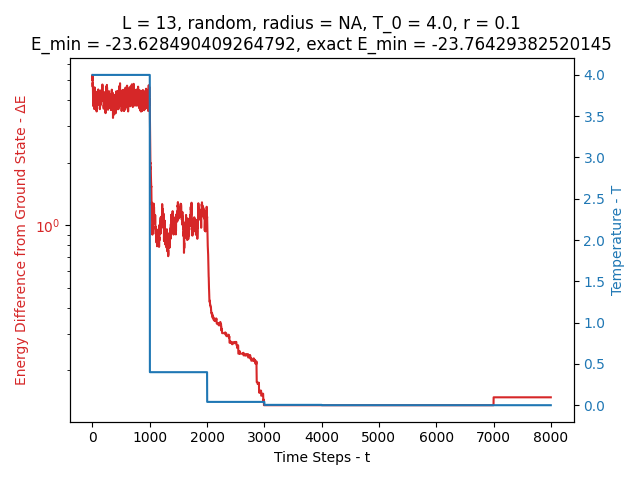 L = 13, random, radius = NA, T_0 = 4.0, r = 0.1
E_min = -23.628490409264792, exact E_min = -23.76429382520145
Energy Difference from Ground State - ΔE
10⁰
4.0
3.5
3.0
2.5
2.0
1.5
1.0
0.5
0.0
Temperature - T
0 1000 2000 3000 4000 5000 6000 7000 8000
Time Steps - t